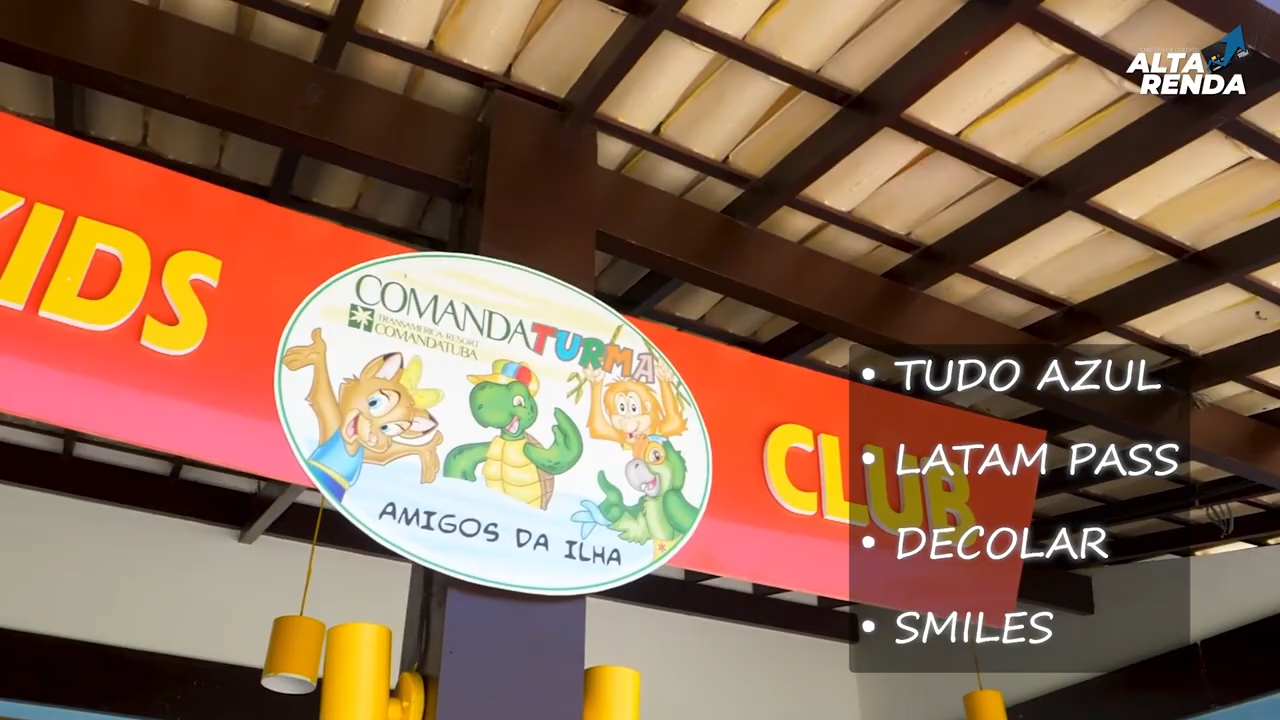 ALTA
RENDA
KIDS
COMANDATURMA
TRANSAMERICA RESORT
COMANDATUBA
AMIGOS DA ILHA
CLUB
• TUDO AZUL
• LATAM PASS
• DECOLAR
• SMILES